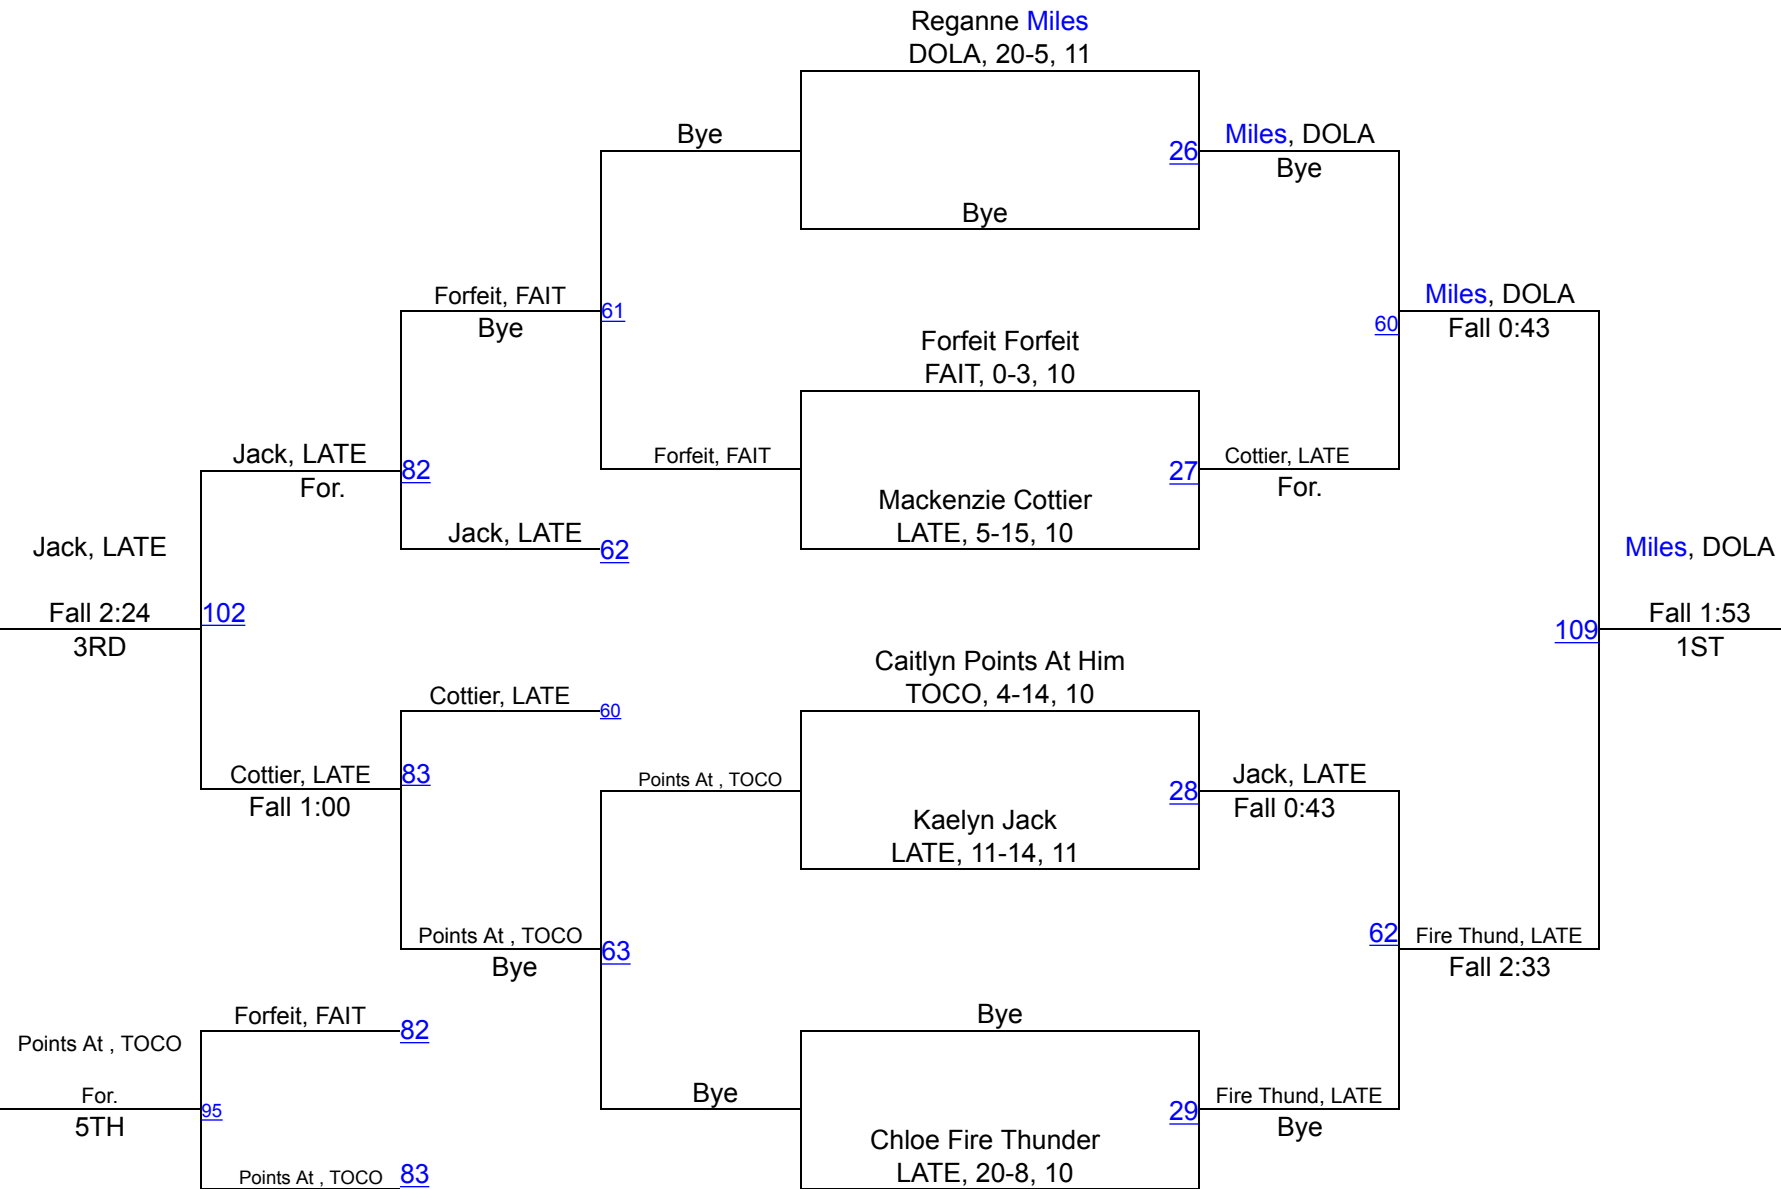 Reganne Miles
DOLA, 20-5, 11
Bye
26
Miles, DOLA
Bye
Bye
Forfeit, FAIT
Bye
61
Miles, DOLA
60
Fall 0:43
Forfeit Forfeit
FAIT, 0-3, 10
Jack, LATE
For.
82
Forfeit, FAIT
27
Cottier, LATE
For.
Mackenzie Cottier
LATE, 5-15, 10
Jack, LATE
62
Jack, LATE
Fall 2:24
3RD
102
Miles, DOLA
109
Fall 1:53
1ST
Caitlyn Points At Him
TOCO, 4-14, 10
Cottier, LATE
60
Cottier, LATE
Fall 1:00
83
Points At , TOCO
28
Jack, LATE
Fall 0:43
Kaelyn Jack
LATE, 11-14, 11
Points At , TOCO
Bye
63
62
Fire Thund, LATE
Fall 2:33
Bye
Forfeit, FAIT
82
Points At , TOCO
For.
5TH
95
Bye
29
Fire Thund, LATE
Bye
Chloe Fire Thunder
LATE, 20-8, 10
Points At , TOCO
83